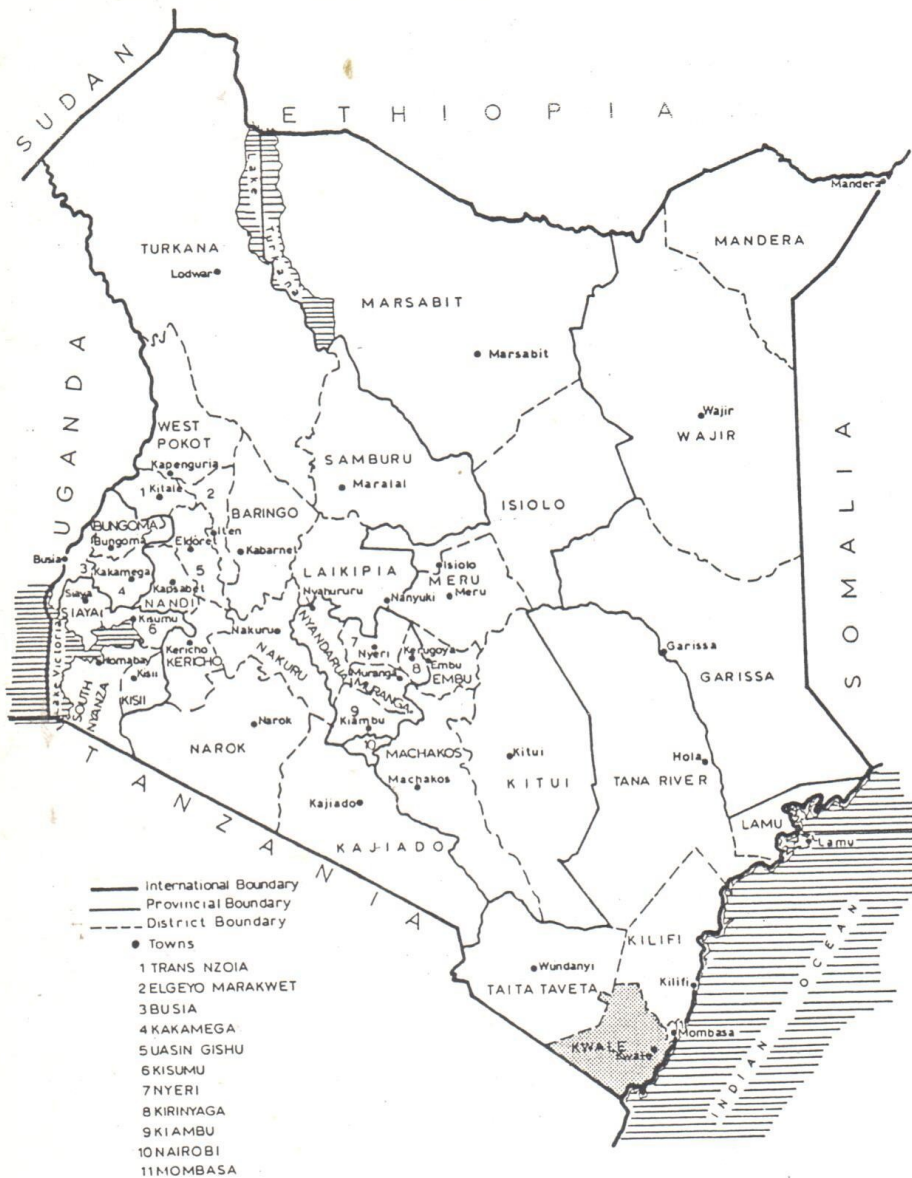 SUDAN
ETHIOPIA
Lake Turkana
Mandera
MANDERA
TURKANA
Lodwar
MARSABIT
Marsabit
UGANDA
Wajir
WAJIR
SOMALIA
WEST
POKOT
Kapenguria
1 Kitale
2
SAMBURU
Maralal
ISIOLO
BARINGO
BUNGOMA
Bungoma
Iten
Eldoret
Kabarnet
Busia
3
Kakamega
4
5
Kapsabet
LAIKIPIA
Nyahururu
Isiolo
MERU
Meru
Nanyuki
Siaya
SIAYA
NANDI
Kisumu
6
Nakuru
NYANDARUA
7
Nyeri
Kerugoya
8
Embu
EMBU
Garissa
GARISSA
Lake Victoria
Homabay
Kericho
KERICHO
NAKURU
Muranga
MURANGA
Kisii
KISII
SOUTH
NYANZA
9
Kiambu
10
Narok
NAROK
MACHAKOS
Machakos
Kitui
KITUI
Hola
TANA RIVER
TANZANIA
Kajiado
KAJIADO
LAMU
Lamu
International Boundary
Provincial Boundary
District Boundary
Towns
KILIFI
Kilifi
Wundanyi
TAITA TAVETA
11
Mombasa
KWALE
Kwale
INDIAN OCEAN
1 TRANS NZOIA
2 ELGEYO MARAKWET
3 BUSIA
4 KAKAMEGA
5 UASIN GISHU
6 KISUMU
7 NYERI
8 KIRINYAGA
9 KIAMBU
10 NAIROBI
11 MOMBASA